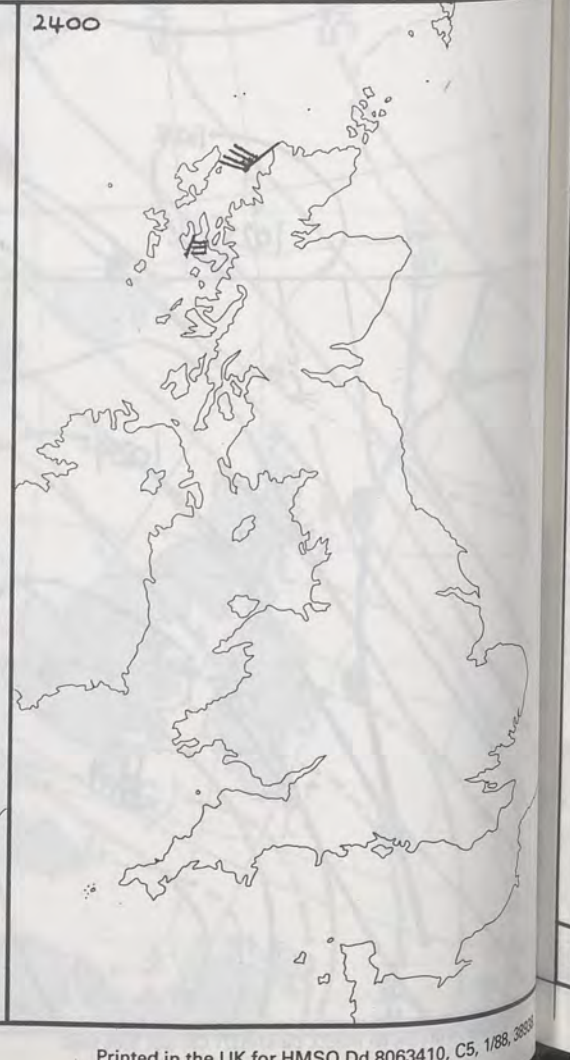 2400
Printed in the UK for HMSO Dd 8063410, C5, 1/88,